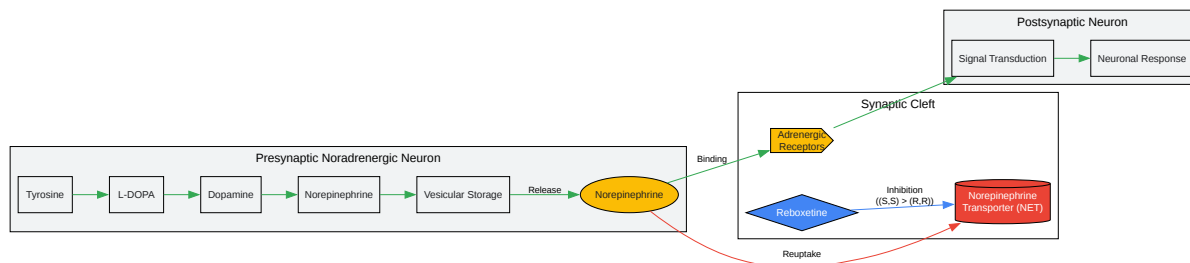 Postsynaptic Neuron
Signal Transduction
Neuronal Response
Synaptic Cleft
Adrenergic
Receptors
Binding
Presynaptic Noradrenergic Neuron
Tyrosine
L-DOPA
Dopamine
Norepinephrine
Vesicular Storage
Release
Norepinephrine
Inhibition
((S,S) > (R,R))
Reboxetine
Norepinephrine
Transporter (NET)
Reuptake